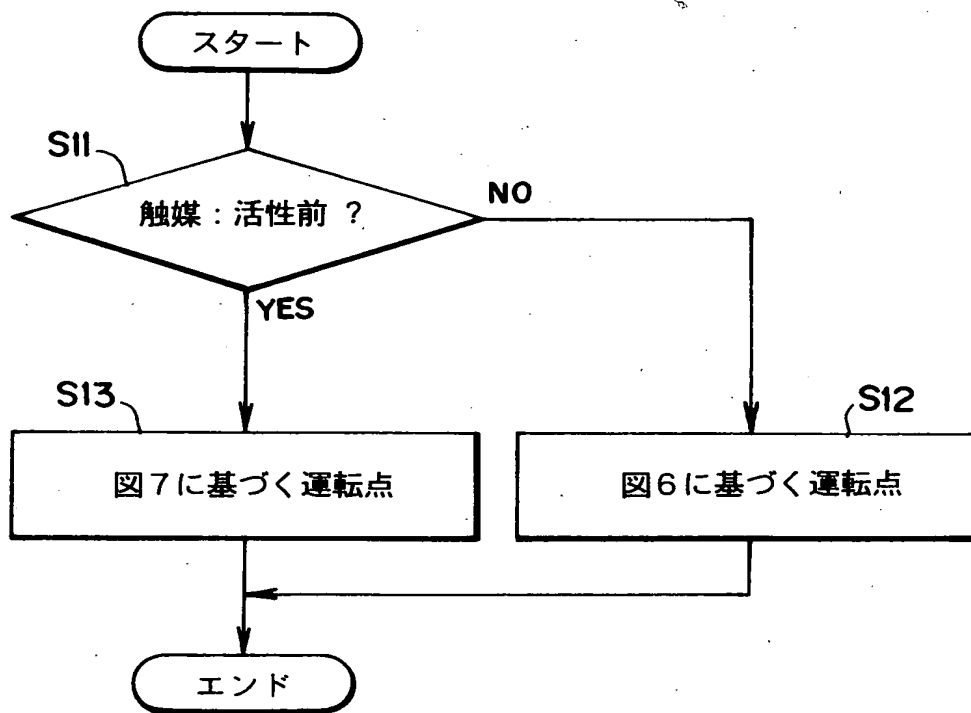 スタート
S11
触媒：活性前 ?
NO
YES
S13
S12
図7に基づく運転点
図6に基づく運転点
エンド